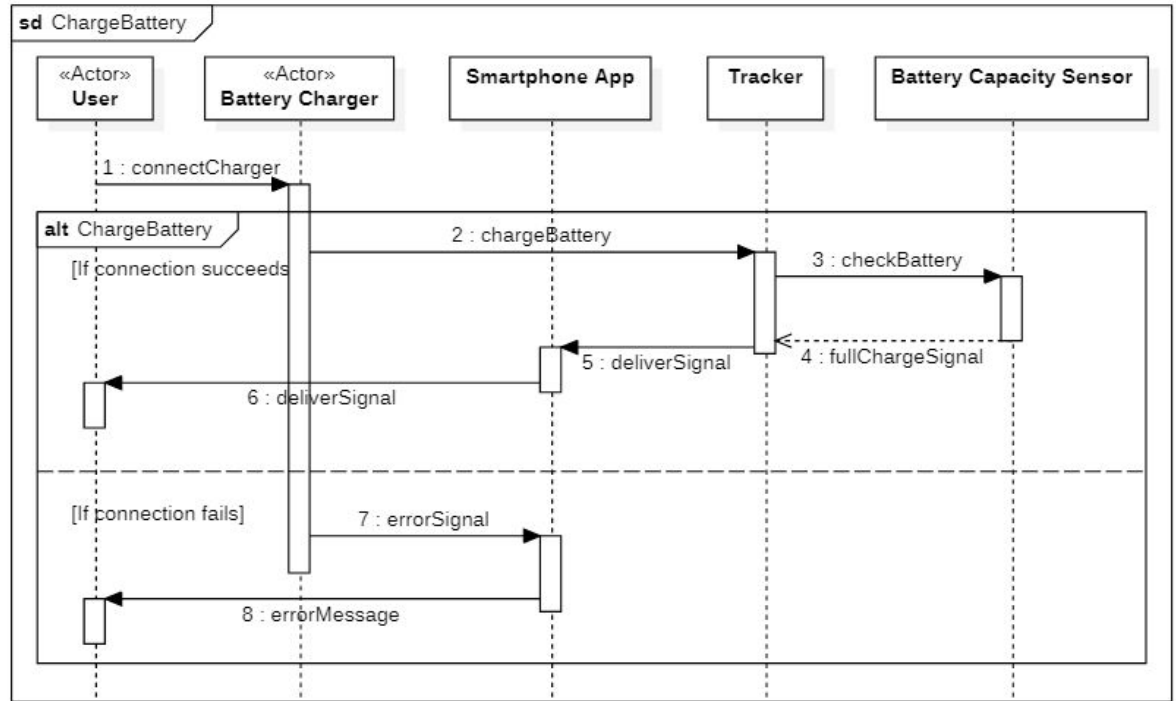 sd ChargeBattery
«Actor»
User
«Actor»
Battery Charger
Smartphone App
Tracker
Battery Capacity Sensor
1 : connectCharger
alt ChargeBattery
2 : chargeBattery
[If connection succeeds
3 : checkBattery
4 : fullChargeSignal
5 : deliverSignal
6 : deliverSignal
[If connection fails]
7 : errorSignal
8 : errorMessage